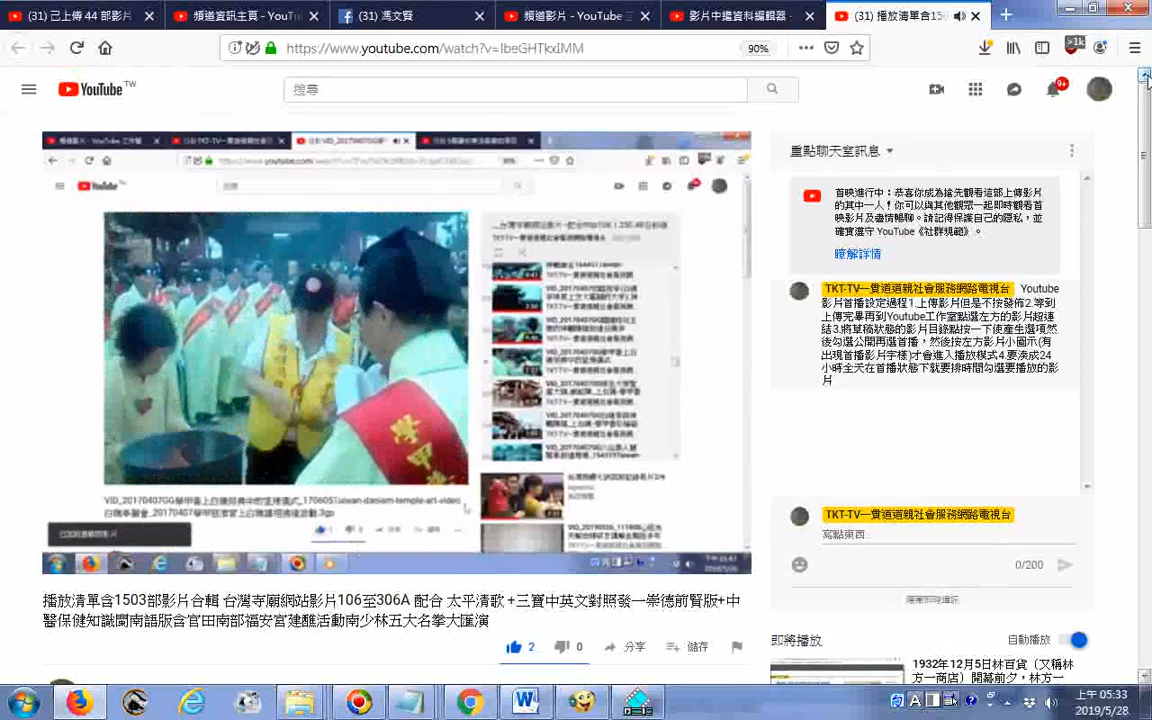 (31) 已上傳 44 部影片
頻道資訊主頁 - YouTu
(31) 馮文賢
頻道影片 - YouTube 工
影片中繼資料編輯器 -
(31) 播放清單含150
https://www.youtube.com/watch?v=IbeGHTkxiMM
90%
>1k
YouTube TW
搜尋
9+
重點聊天室訊息
首映進行中：恭喜你成為搶先觀看這部上傳影片
的其中一人！你可以與其他觀眾一起即時觀看首
映影片及盡情暢聊。請記得保護自己的隱私，並
確實遵守 YouTube《社群規範》。
瞭解詳情
TKT-TV一貫道道親社會服務網路電視台 Youtube
影片首播設定過程1.上傳影片但是不按發佈2.等到
上傳完畢再到Youtube工作室點選左方的影片超連
結3.將草稿狀態的影片目錄點按一下使產生選項然
後勾選公開再選首播，然後按左方影片小圖示(有
出現首播影片字樣)才會進入播放模式4.要湊成24
小時全天在首播狀態下就要排時間勾選要播放的影
片
TKT-TV一貫道道親社會服務網路電視台
寫點東西...
0/200
隱藏即時聊天室
播放清單含1503部影片合輯 台灣寺廟網站影片106至306A 配合 太平清歌 +三寶中英文對照發一崇德前賢版+中
醫保健知識閩南語版含官田南部福安宮建醮活動南少林五大名拳大匯演
2
0
分享
儲存
即將播放
自動播放
1932年12月5日林百貨（又稱林
方一商店）開幕前夕，林方一
上午 05:33
2019/5/28